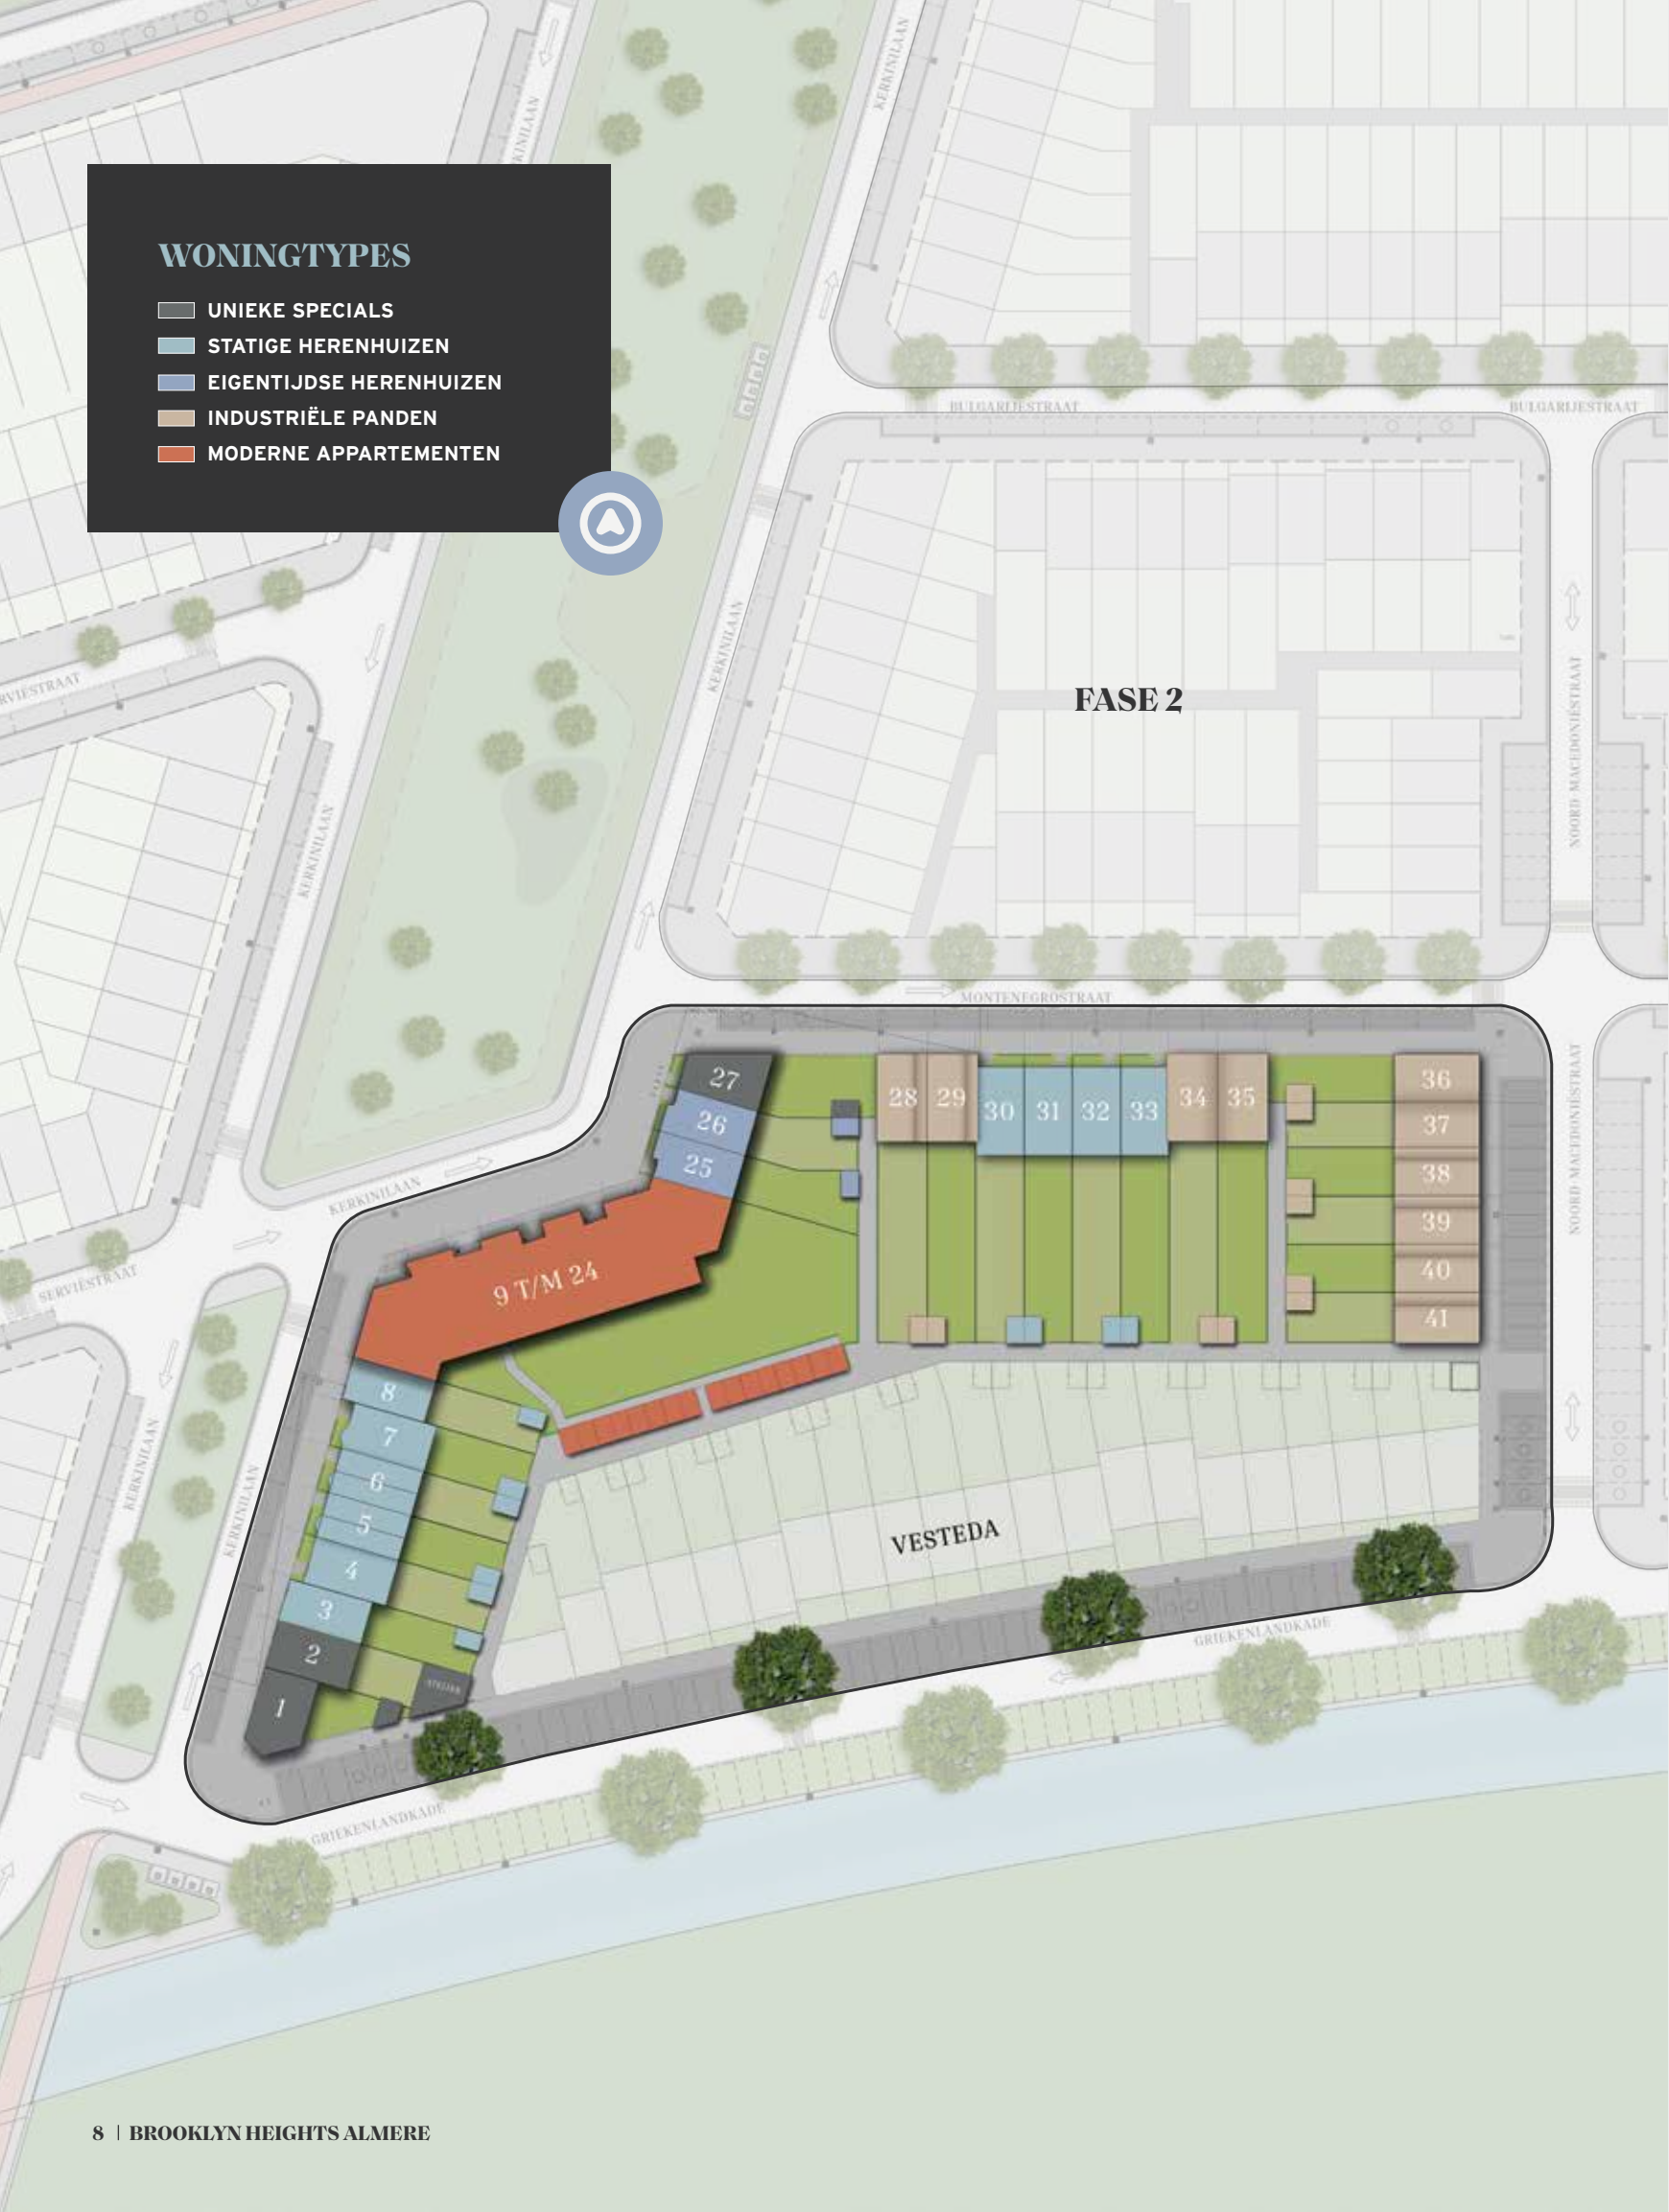 KERKINILAAN
WONINGTYPES
UNIEKE SPECIALS
STATIGE HERENHUIZEN
EIGENTIJDSE HERENHUIZEN
INDUSTRIËLE PANDEN
MODERNE APPARTEMENTEN
BULGARIJESTRAAT
BULGARIJESTRAAT
KERKINILAAN
FASE 2
NOORD MACEDONIËSTRAAT
KERKINILAAN
MONTENEGROSTRAAT
27
26
25
28
29
30
31
32
33
34
35
36
37
38
39
40
41
NOORD MACEDONIËSTRAAT
KERKINILAAN
SERVIËSTRAAT
9 T/M 24
8
7
6
5
4
3
2
1
ATELIER
KERKINILAAN
KERKINILAAN
VESTEDA
GRIEKENLANDKADE
GRIEKENLANDKADE
8 | BROOKLYN HEIGHTS ALMERE